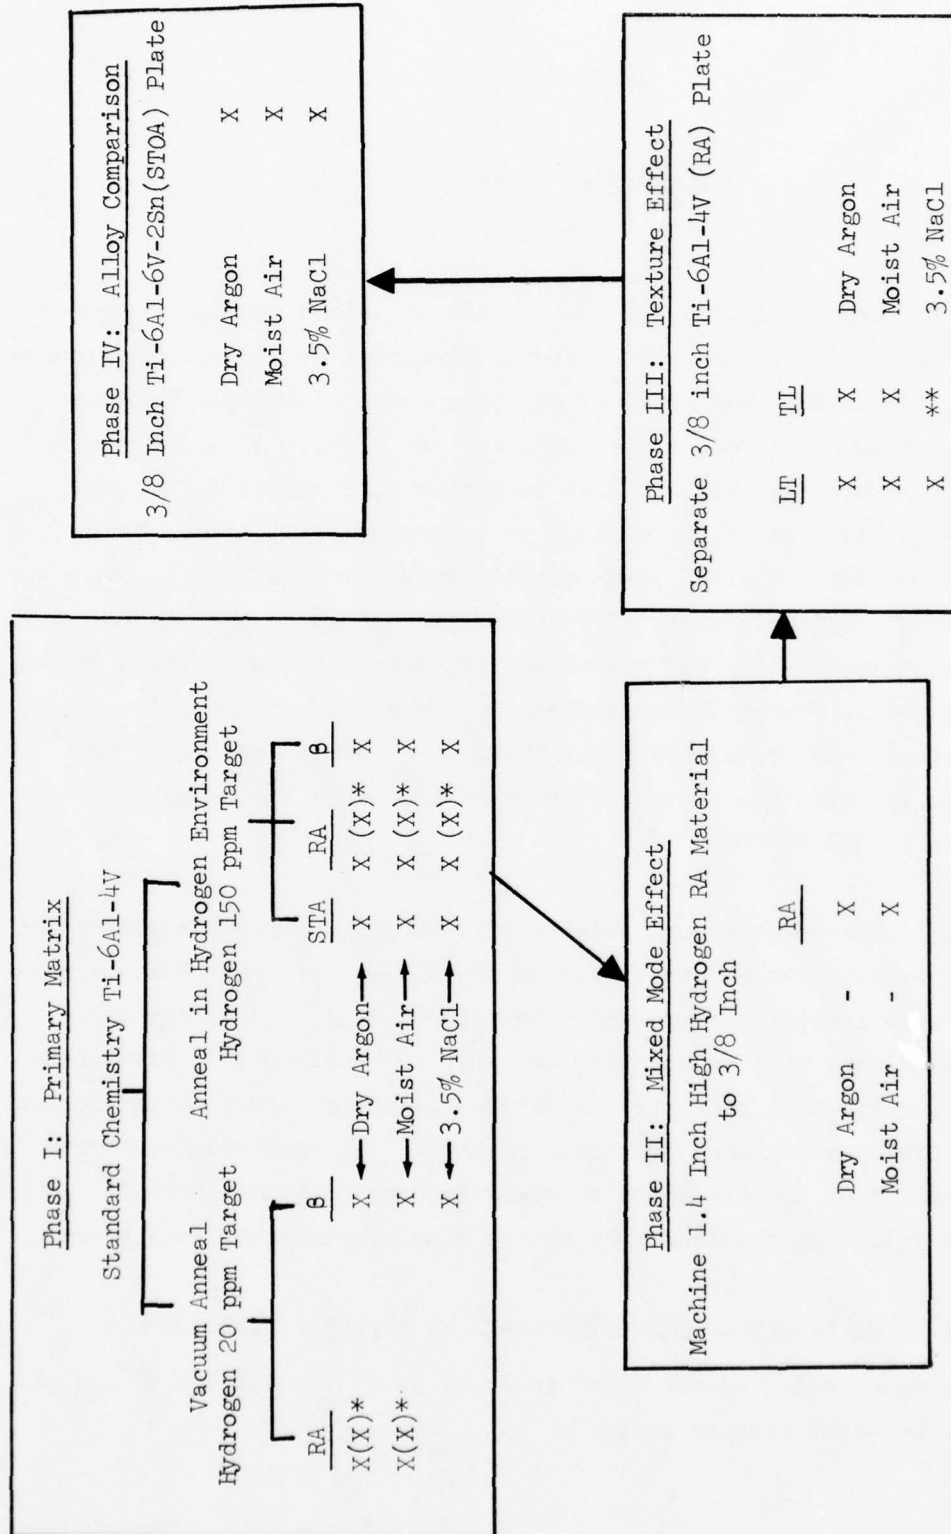 Phase I: Primary Matrix
Standard Chemistry Ti-6Al-4V
Vacuum Anneal Anneal in Hydrogen Environment
Hydrogen 20 ppm Target Hydrogen 150 ppm Target
RA β STA RA β
X(X)* X ←Dry Argon→ X X (X)* X
X(X)* X ←Moist Air→ X X (X)* X
X ←3.5% NaCl→ X X (X)* X
Phase II: Mixed Mode Effect
Machine 1.4 Inch High Hydrogen RA Material
to 3/8 Inch
RA
Dry Argon - X
Moist Air - X
Phase III: Texture Effect
Separate 3/8 inch Ti-6Al-4V (RA) Plate
LT TL
X X Dry Argon
X X Moist Air
X ** 3.5% NaCl
Phase IV: Alloy Comparison
3/8 Inch Ti-6Al-6V-2Sn(STOA) Plate
Dry Argon X
Moist Air X
3.5% NaCl X